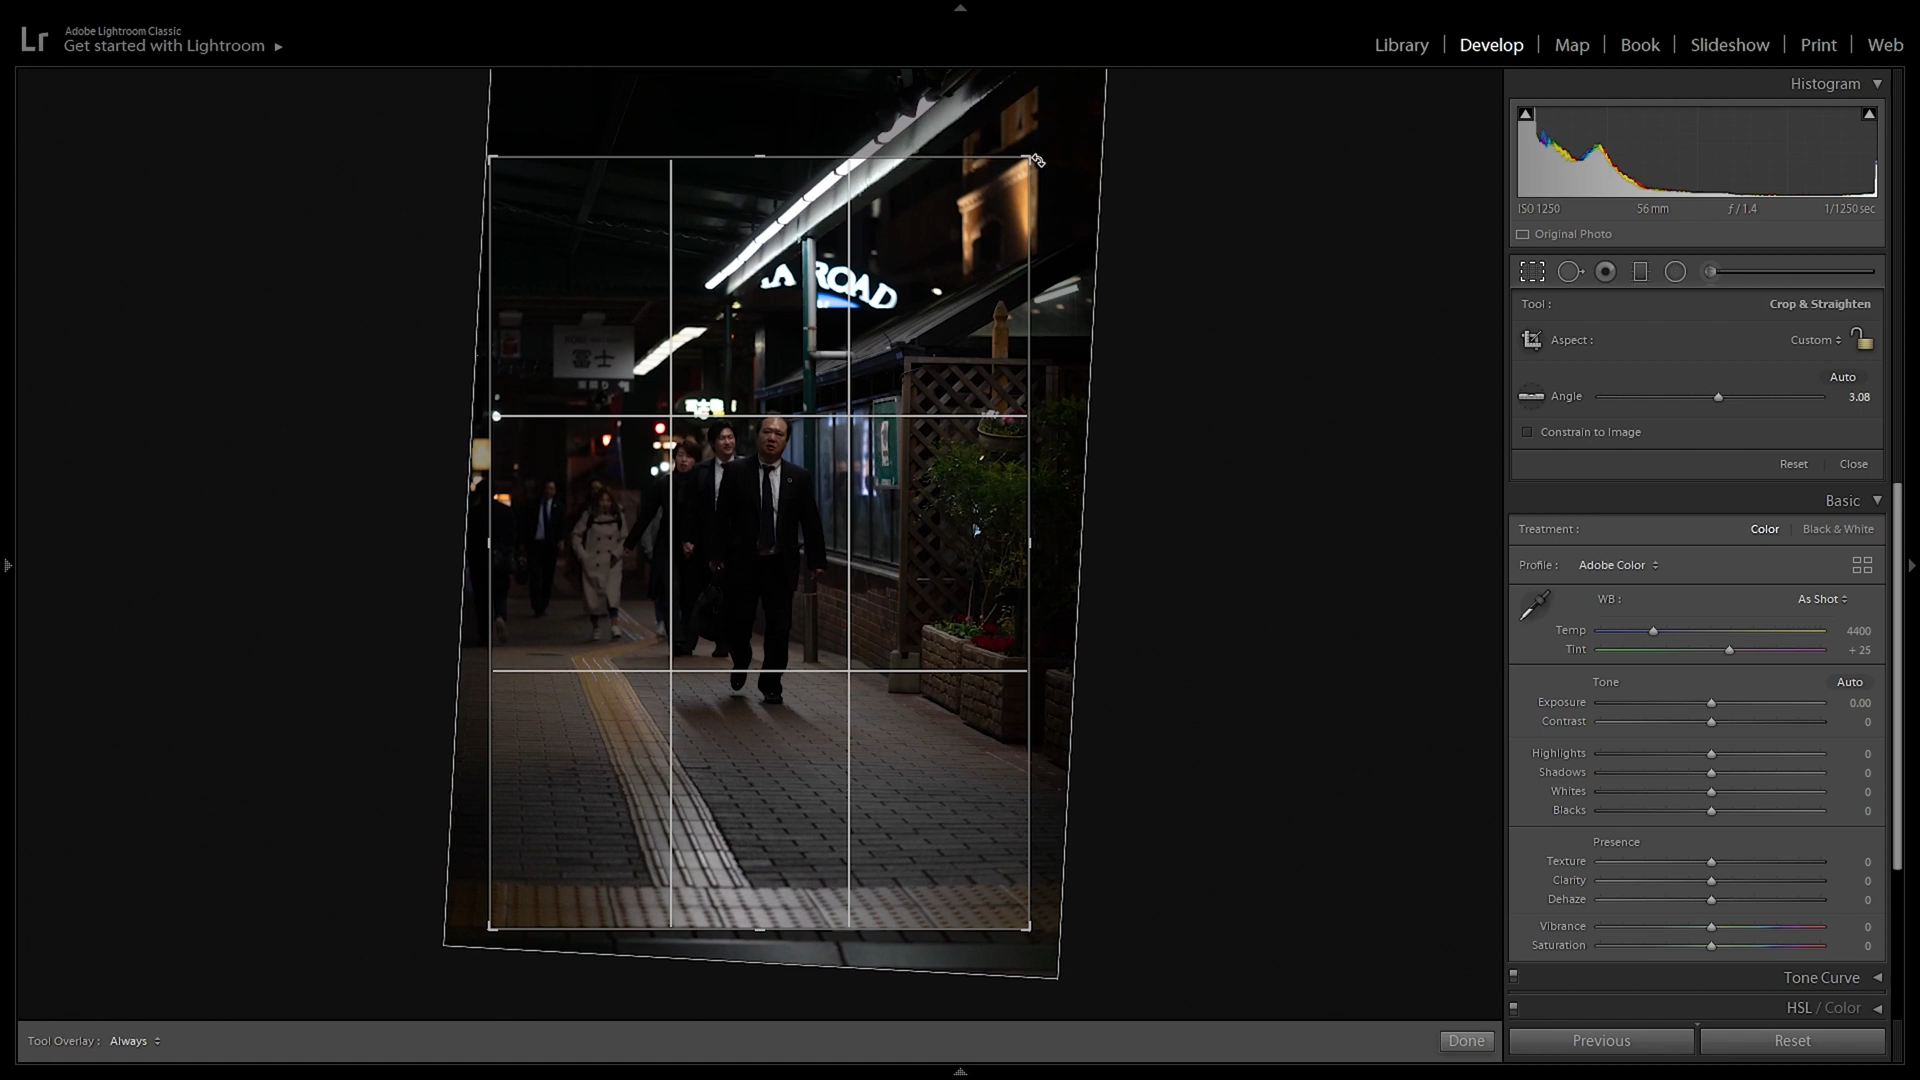 Lr
Adobe Lightroom Classic
Get started with Lightroom
Library
Develop
Map
Book
Slideshow
Print
Web
Histogram
ISO 1250
56 mm
ƒ / 1.4
1/1250 sec
Original Photo
Tool :
Crop & Straighten
Aspect :
Custom
Auto
Angle
3.08
Constrain to Image
Reset
Close
Basic
Treatment :
Color
Black & White
Profile :
Adobe Color
WB :
As Shot
Temp
4400
Tint
+ 25
Tone
Auto
Exposure
0.00
Contrast
0
Highlights
0
Shadows
0
Whites
0
Blacks
0
Presence
Texture
0
Clarity
0
Dehaze
0
Vibrance
0
Saturation
0
Tone Curve
HSL / Color
Previous
Reset
ROAD
富士
Tool Overlay :
Always
Done